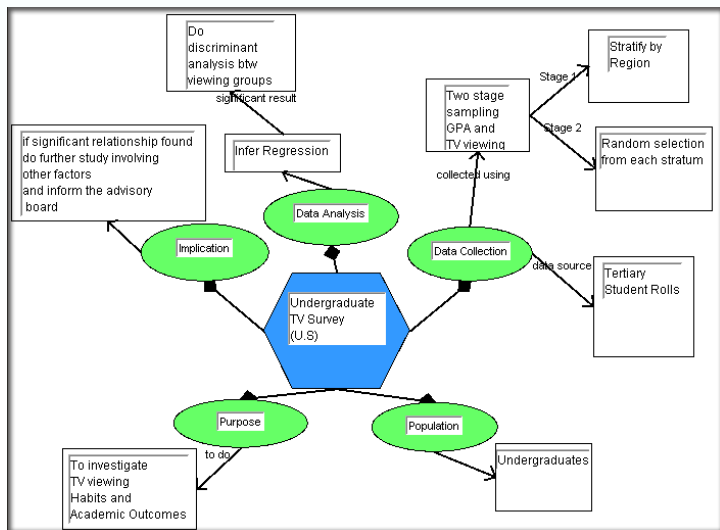 Do
discriminant
analysis btw
viewing groups
significant result
Infer Regression
if significant relationship found
do further study involving
other factors
and inform the advisory
board
Implication
Data Analysis
Data Collection
collected using
Two stage
sampling
GPA and
TV viewing
Stage 1
Stratify by
Region
Stage 2
Random selection
from each stratum
data source
Tertiary
Student Rolls
Undergraduate
TV Survey
(U.S)
Purpose
to do
To investigate
TV viewing
Habits and
Academic Outcomes
Population
Undergraduates